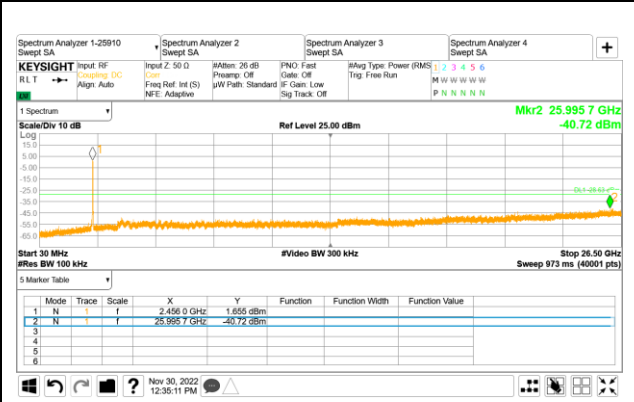 Spectrum Analyzer 1-25910
Swept SA
Spectrum Analyzer 2
Swept SA
Spectrum Analyzer 3
Swept SA
Spectrum Analyzer 4
Swept SA
+
KEYSIGHT Input: RF Input Z: 50 Ω #Atten: 26 dB PNO: Fast #Avg Type: Power (RMS 1 2 3 4 5 6
RLT Coupling: DC Corr Preamp: Off Gate: Off Trig: Free Run M W W W W W
Align: Auto Freq Ref: Int (S) µW Path: Standard IF Gain: Low
NFE: Adaptive Sig Track: Off P N N N N N
1 Spectrum
Mkr2 25.995 7 GHz
Scale/Div 10 dB Ref Level 25.00 dBm -40.72 dBm
Log
15.0
5.00
-5.00
-15.0
-25.0
-35.0
-45.0
-55.0
-65.0
1
2
Start 30 MHz #Video BW 300 kHz Stop 26.50 GHz
#Res BW 100 kHz Sweep 973 ms (40001 pts)
5 Marker Table
Mode Trace Scale X Y Function Function Width Function Value
1 N 1 f 2.456 0 GHz 1.655 dBm
2 N 1 f 25.995 7 GHz -40.72 dBm
3
4
5
6
?
Nov 30, 2022
12:35:11 PM